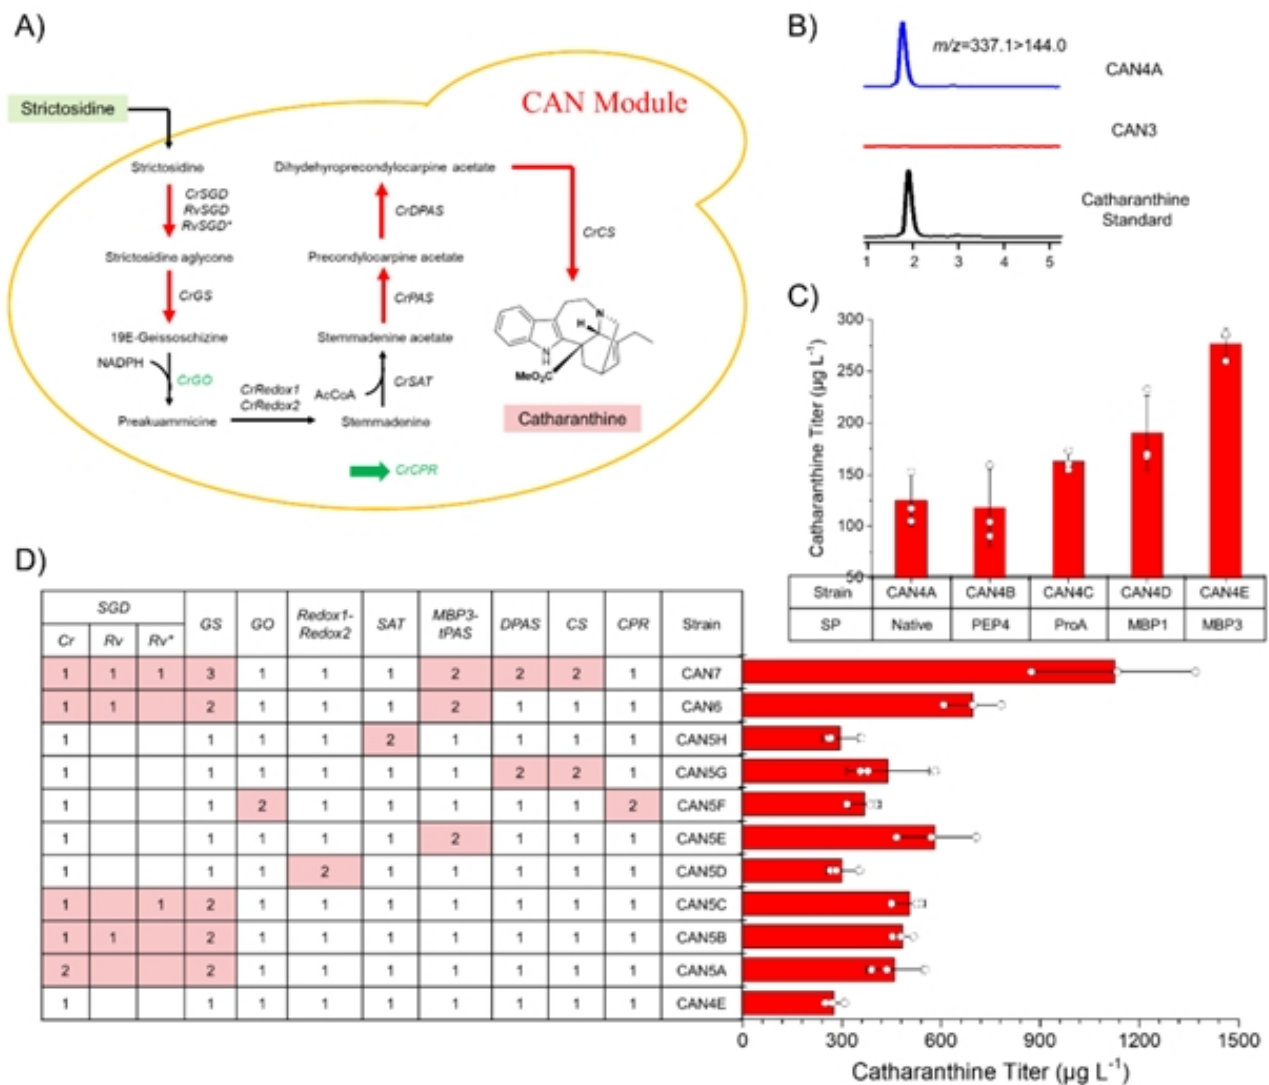 A)
CAN Module
Strictosidine
Strictosidine
CrSGD
RvSGD
RvSGD*
Strictosidine aglycone
CrGS
19E-Geissoschizine
NADPH
CrGO
Preakuammicine
CrRedox1
CrRedox2
Stemmadenine
AcCoA
CrSAT
Stemmadenine acetate
CrPAS
Precondylocarpine acetate
CrDPAS
Dihydehyroprecondylocarpine acetate
CrCS
N
H
N
H
MeO₂C
Catharanthine
CrCPR
B)
m/z=337.1>144.0
CAN4A
CAN3
Catharanthine
Standard
1 2 3 4 5
C)
Catharanthine Titer (µg L⁻¹)
300
250
200
150
100
50
Strain CAN4A CAN4B CAN4C CAN4D CAN4E
SP Native PEP4 ProA MBP1 MBP3
D)
SGD GS GO Redox1-Redox2 SAT MBP3-tPAS DPAS CS CPR Strain
Cr Rv Rv*
1 1 1 3 1 1 1 2 2 2 1 CAN7
1 1 2 1 1 1 2 1 1 1 CAN6
1 1 1 1 2 1 1 1 1 CAN5H
1 1 1 1 1 1 2 2 1 CAN5G
1 1 2 1 1 1 1 1 2 CAN5F
1 1 1 1 1 2 1 1 1 CAN5E
1 1 1 2 1 1 1 1 1 CAN5D
1 1 2 1 1 1 1 1 1 1 CAN5C
1 1 2 1 1 1 1 1 1 1 CAN5B
2 2 1 1 1 1 1 1 1 CAN5A
1 1 1 1 1 1 1 1 1 CAN4E
0 300 600 900 1200 1500
Catharanthine Titer (µg L⁻¹)